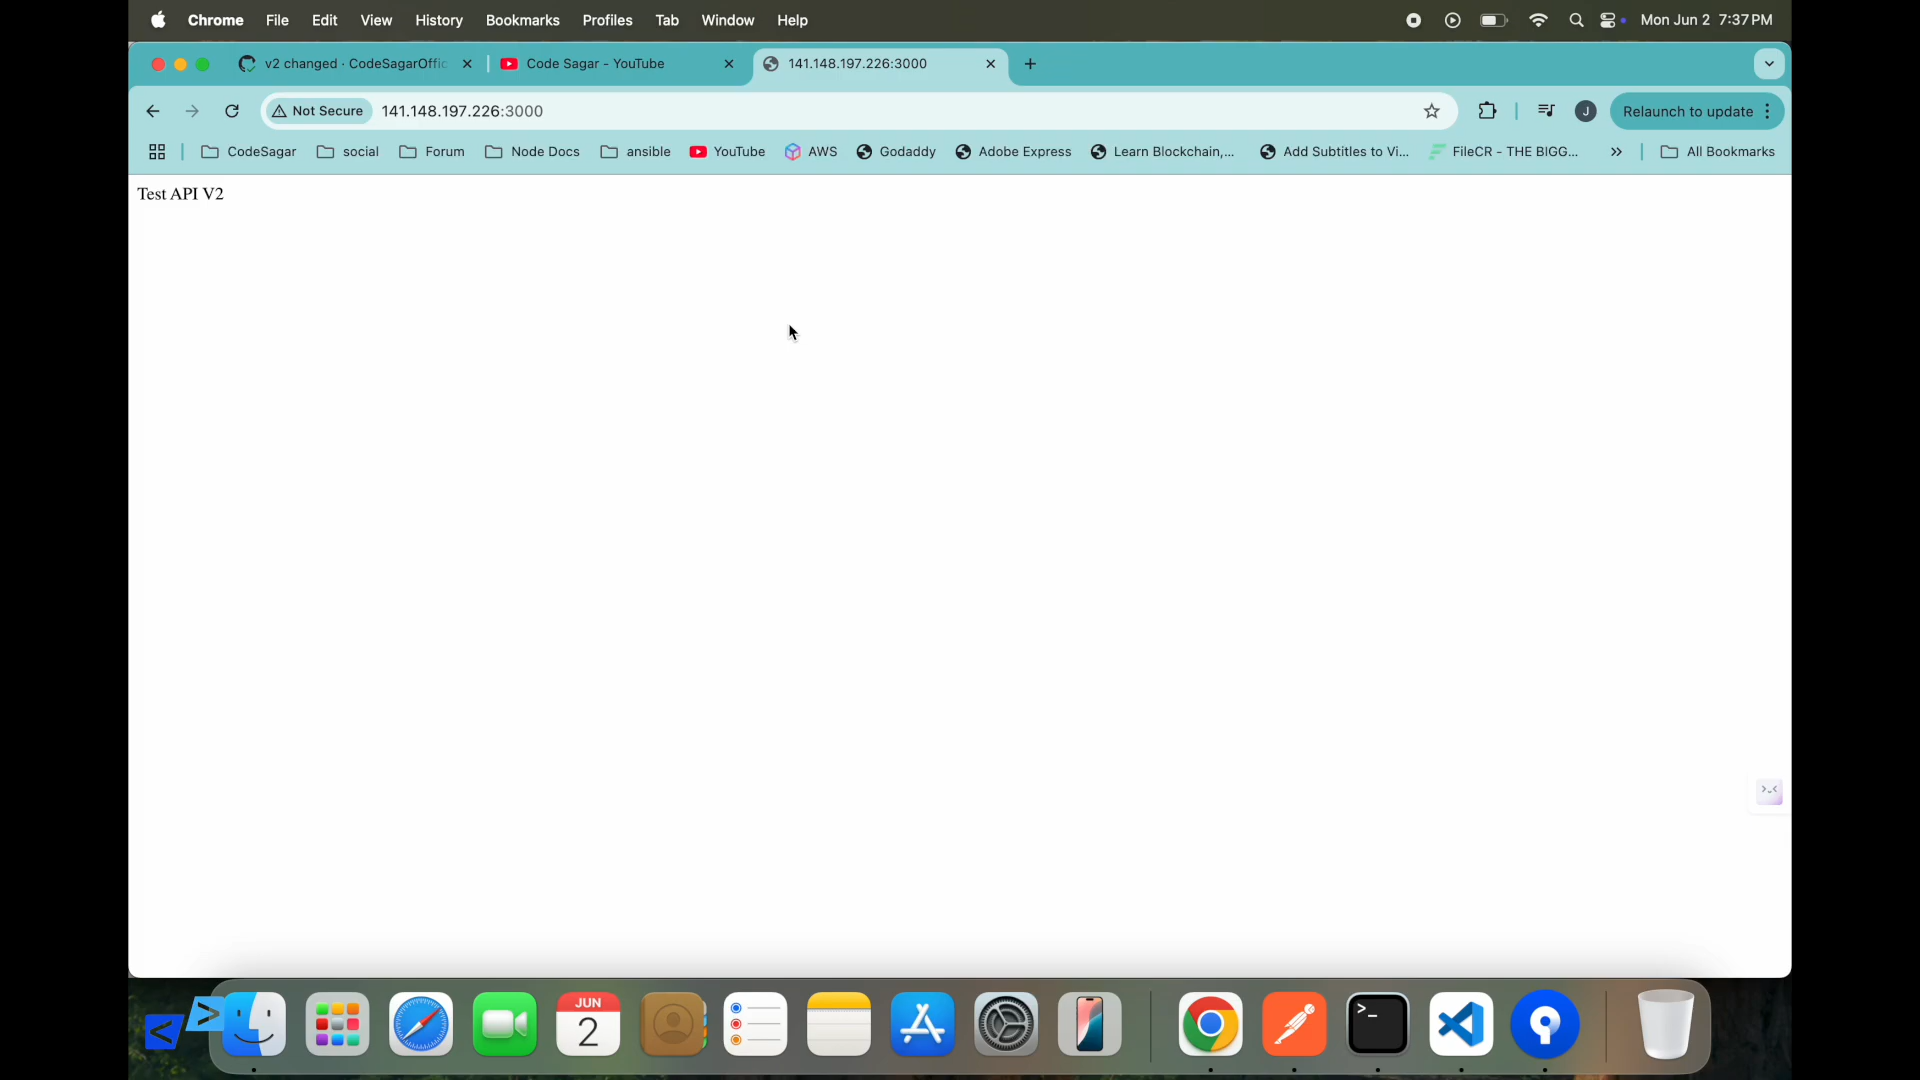 Chrome File Edit View History Bookmarks Profiles Tab Window Help Mon Jun 2 7:37 PM
v2 changed · CodeSagarOffic Code Sagar - YouTube 141.148.197.226:3000
Not Secure 141.148.197.226:3000 J Relaunch to update
CodeSagar social Forum Node Docs ansible YouTube AWS Godaddy Adobe Express Learn Blockchain,... Add Subtitles to Vi... FileCR - THE BIGG... All Bookmarks
Test API V2
JUN
2